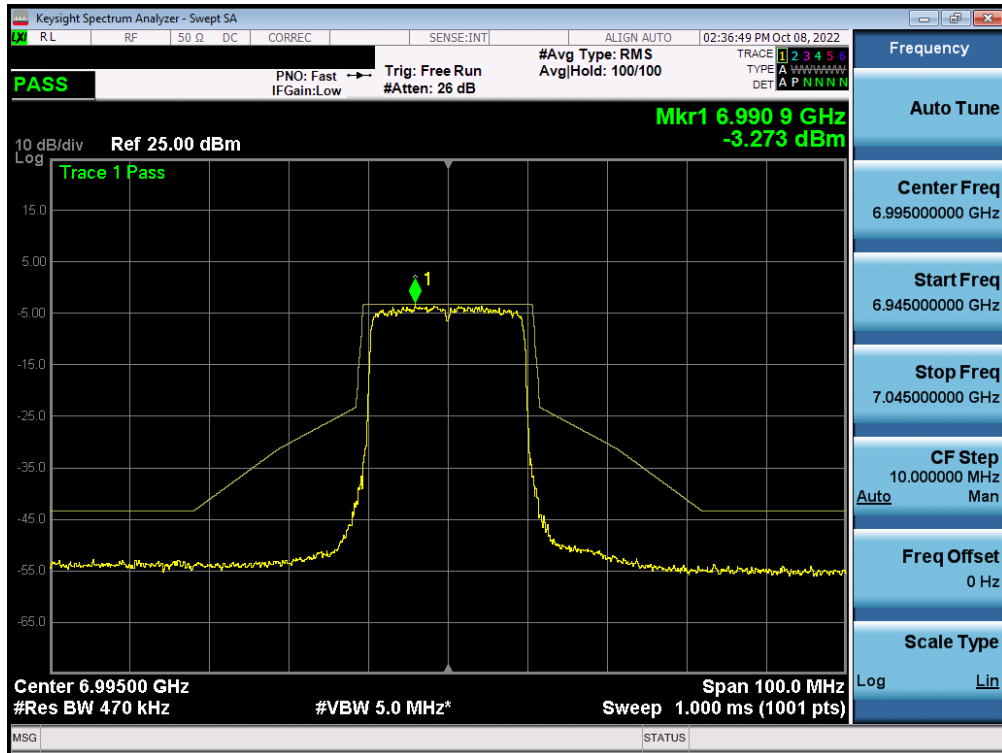 Keysight Spectrum Analyzer - Swept SA
LXI RL RF 50 Ω DC CORREC SENSE:INT ALIGN AUTO 02:36:49 PM Oct 08, 2022
PASS
PNO: Fast
IFGain:Low
Trig: Free Run
#Atten: 26 dB
#Avg Type: RMS
Avg|Hold: 100/100
TRACE 1 2 3 4 5 6
TYPE A WWWWW
DET A P N N N N
Mkr1 6.990 9 GHz
-3.273 dBm
10 dB/div Ref 25.00 dBm
Log
Trace 1 Pass
15.0
5.00
1
-5.00
-15.0
-25.0
-35.0
-45.0
-55.0
-65.0
Center 6.99500 GHz Span 100.0 MHz
#Res BW 470 kHz #VBW 5.0 MHz* Sweep 1.000 ms (1001 pts)
MSG STATUS
Frequency
Auto Tune
Center Freq
6.995000000 GHz
Start Freq
6.945000000 GHz
Stop Freq
7.045000000 GHz
CF Step
10.000000 MHz
Auto Man
Freq Offset
0 Hz
Scale Type
Log Lin